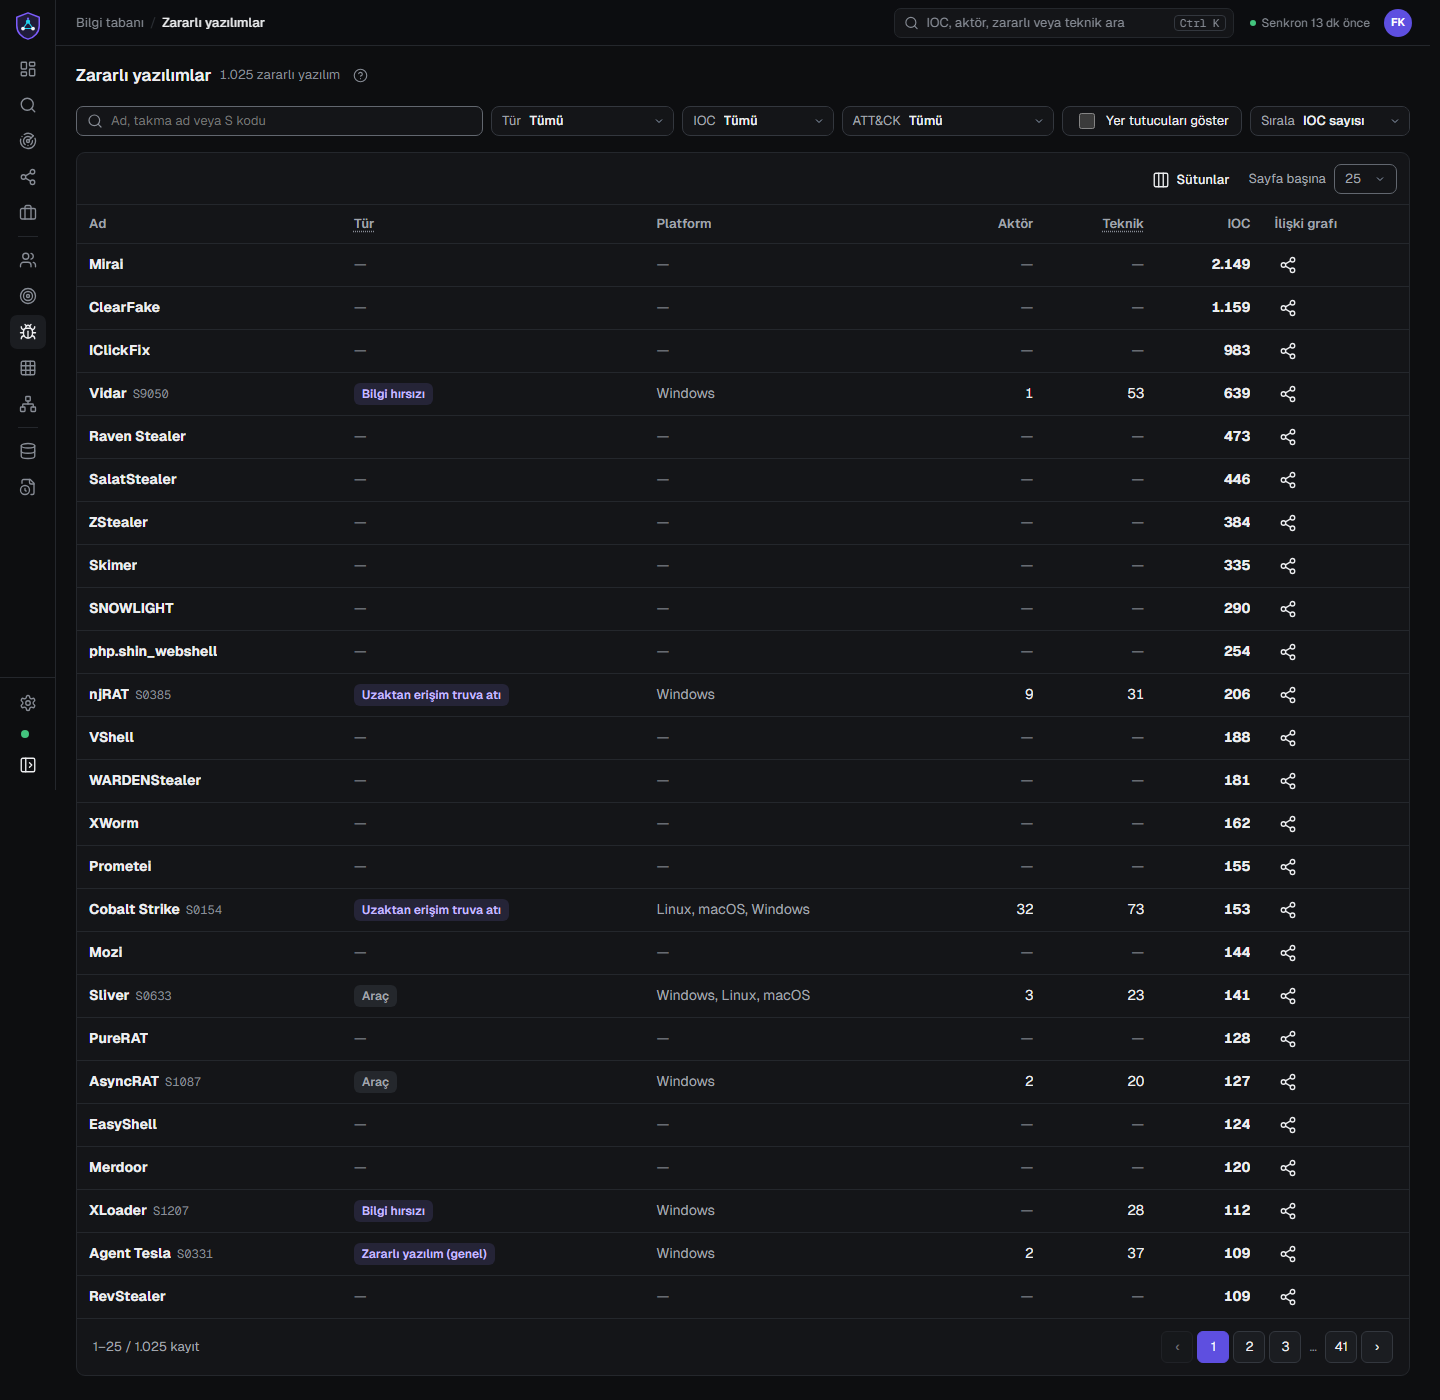 Bilgi tabanı / Zararlı yazılımlar
IOC, aktör, zararlı veya teknik ara Ctrl K
Senkron 13 dk önce
FK
Zararlı yazılımlar 1.025 zararlı yazılım ?
Ad, takma ad veya S kodu
Tür Tümü
IOC Tümü
ATT&CK Tümü
Yer tutucuları göster
Sırala IOC sayısı
Sütunlar Sayfa başına 25
Ad Tür Platform Aktör Teknik IOC İlişki grafı
Mirai — — — — 2.149
ClearFake — — — — 1.159
IClickFix — — — — 983
Vidar S9050 Bilgi hırsızı Windows 1 53 639
Raven Stealer — — — — 473
SalatStealer — — — — 446
ZStealer — — — — 384
Skimer — — — — 335
SNOWLIGHT — — — — 290
php.shin_webshell — — — — 254
njRAT S0385 Uzaktan erişim truva atı Windows 9 31 206
VShell — — — — 188
WARDENStealer — — — — 181
XWorm — — — — 162
Prometei — — — — 155
Cobalt Strike S0154 Uzaktan erişim truva atı Linux, macOS, Windows 32 73 153
Mozi — — — — 144
Sliver S0633 Araç Windows, Linux, macOS 3 23 141
PureRAT — — — — 128
AsyncRAT S1087 Araç Windows 2 20 127
EasyShell — — — — 124
Merdoor — — — — 120
XLoader S1207 Bilgi hırsızı Windows — 28 112
Agent Tesla S0331 Zararlı yazılım (genel) Windows 2 37 109
RevStealer — — — — 109
1–25 / 1.025 kayıt
‹ 1 2 3 … 41 ›